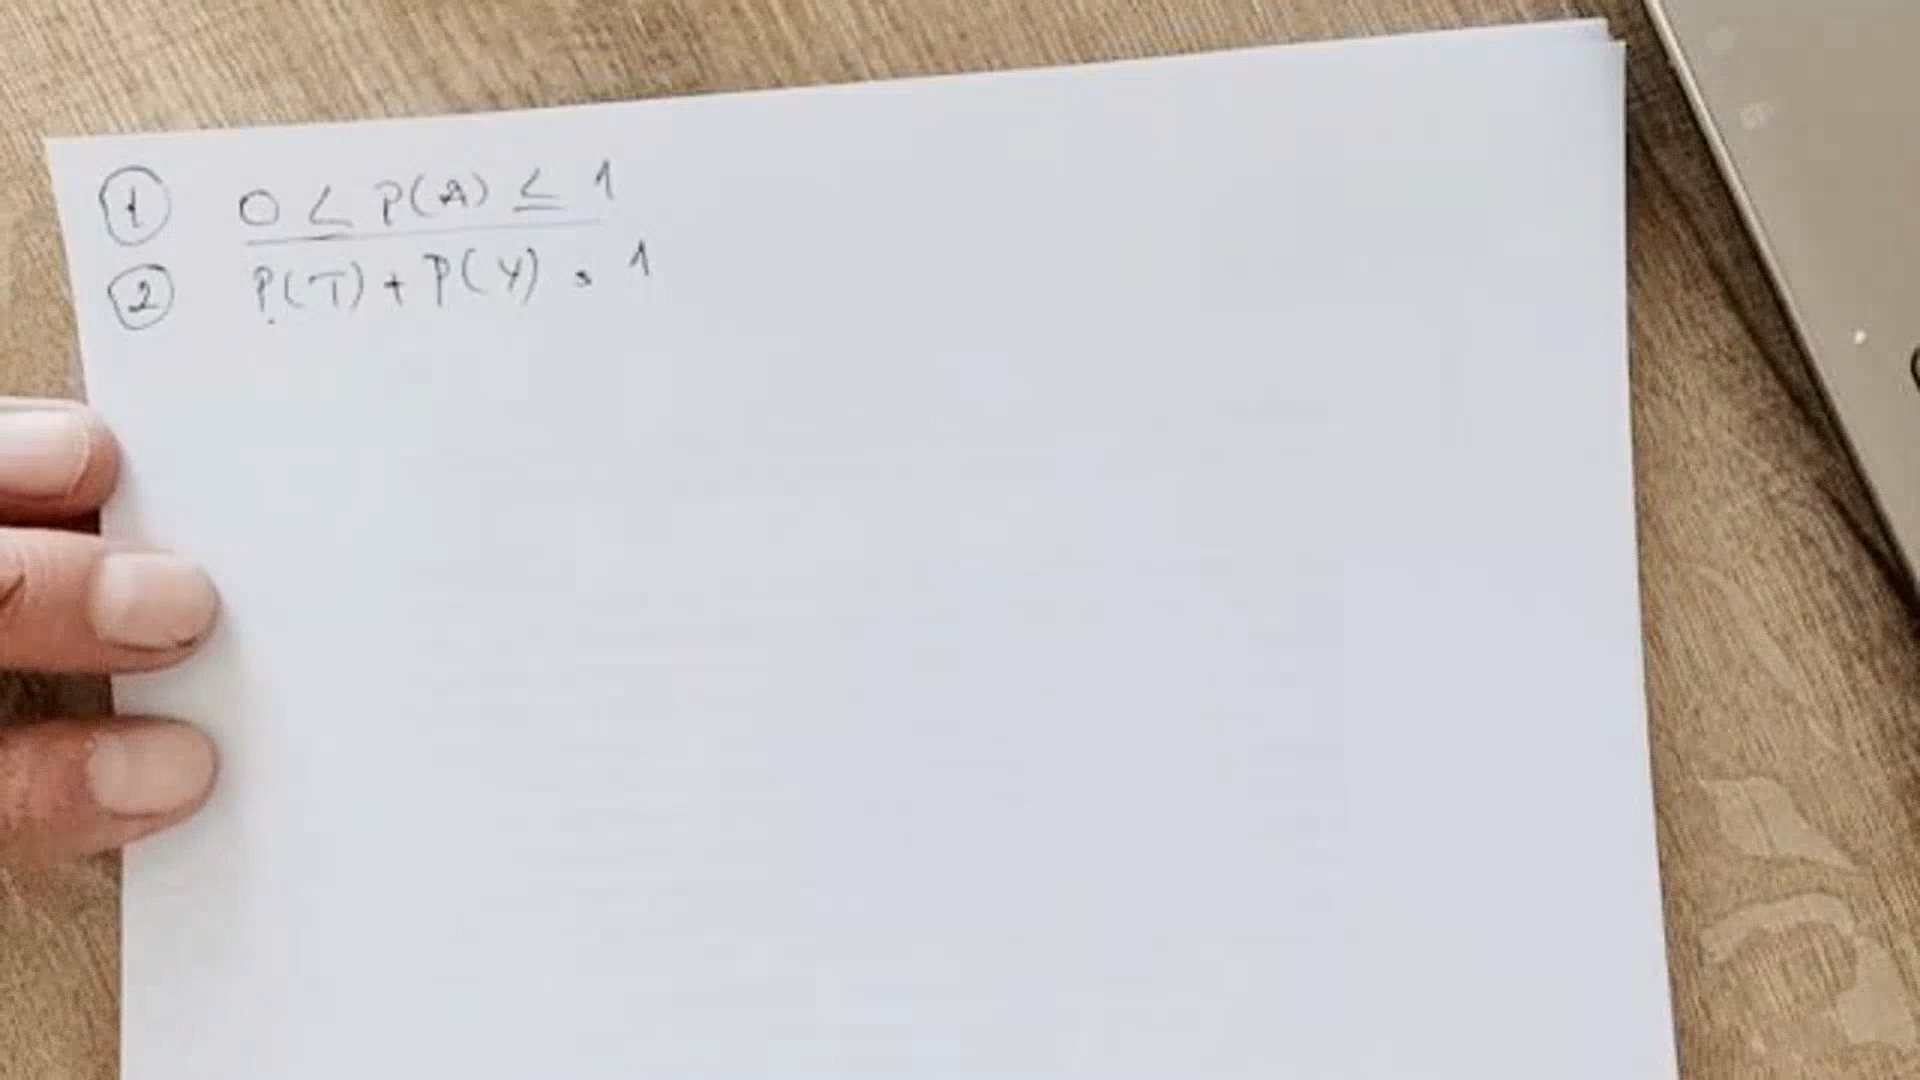 ① 0 ≤ P(A) ≤ 1
② P(T) + P(Y) = 1